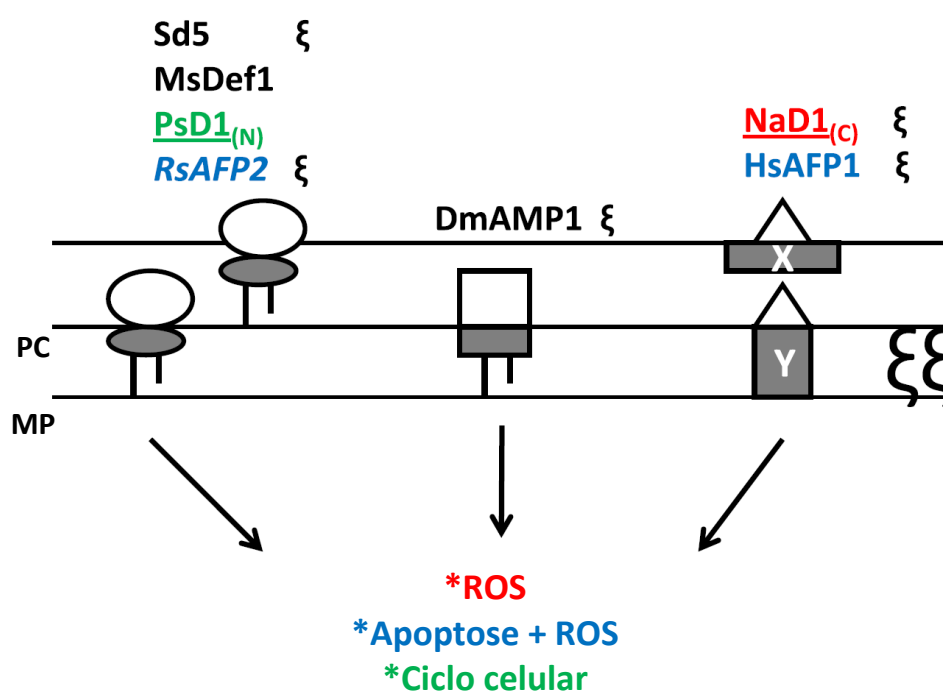 Sd5 ξ
MsDef1
PsD1(N)
RsAFP2 ξ
NaD1(C) ξ
HsAFP1 ξ
DmAMP1 ξ
X
PC
Y
ξξ
MP
*ROS
*Apoptose + ROS
*Ciclo celular